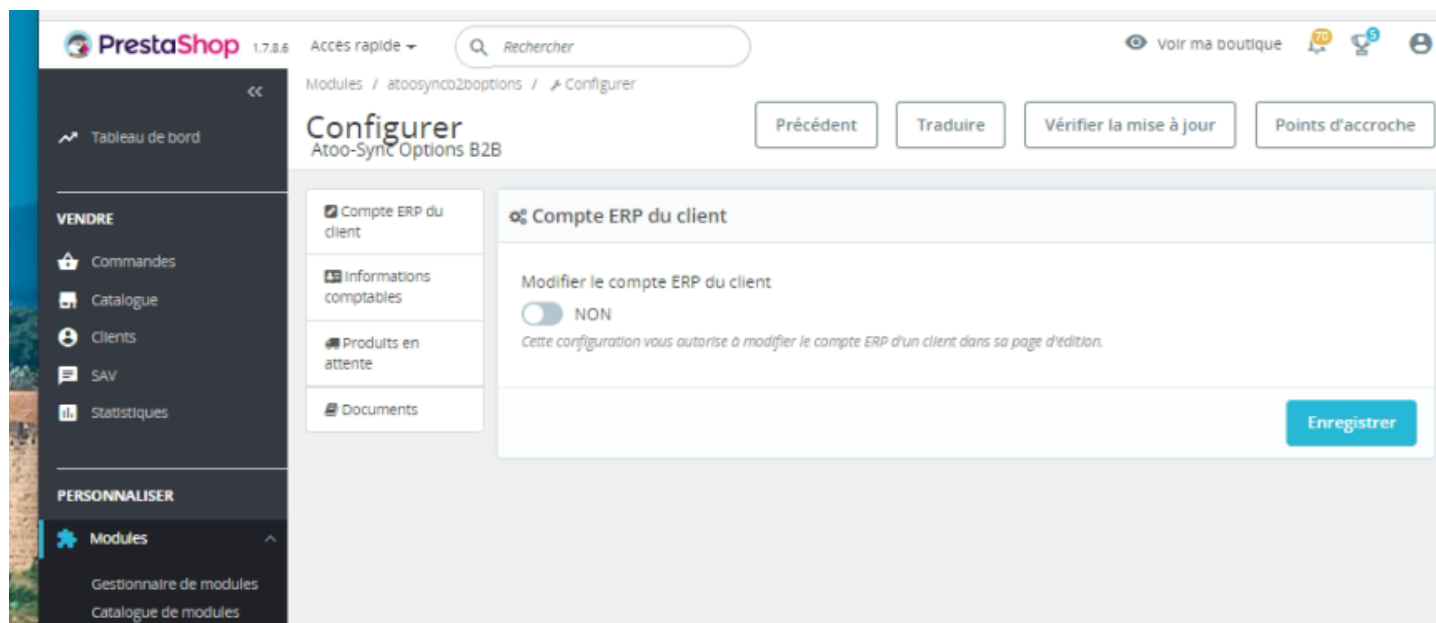 PrestaShop 1.7.8.6 Accès rapide Rechercher Voir ma boutique 70 5
Modules / atoosyncb2boptions / Configurer
Configurer
Atoo-Sync Options B2B
Précédent Traduire Vérifier la mise à jour Points d'accroche
Tableau de bord
VENDRE
Commandes
Catalogue
Clients
SAV
Statistiques
PERSONNALISER
Modules
Gestionnaire de modules
Catalogue de modules
Compte ERP du
client
Informations
comptables
Produits en
attente
Documents
Compte ERP du client
Modifier le compte ERP du client
NON
Cette configuration vous autorise à modifier le compte ERP d'un client dans sa page d'édition.
Enregistrer